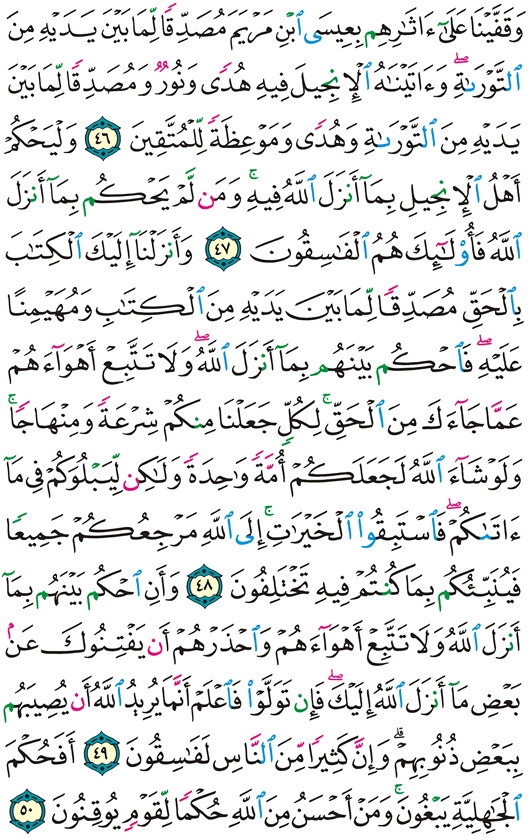 وَقَفَّيْنَا عَلَىٰٓ ءَاثَٰرِهِم بِعِيسَى ٱبْنِ مَرْيَمَ مُصَدِّقًا لِّمَا بَيْنَ يَدَيْهِ مِنَ
ٱلتَّوْرَىٰةِۖ وَءَاتَيْنَٰهُ ٱلْإِنجِيلَ فِيهِ هُدًى وَنُورٌ وَمُصَدِّقًا لِّمَا بَيْنَ
يَدَيْهِ مِنَ ٱلتَّوْرَىٰةِ وَهُدًى وَمَوْعِظَةً لِّلْمُتَّقِينَ ٤٦ وَلْيَحْكُمْ
أَهْلُ ٱلْإِنجِيلِ بِمَآ أَنزَلَ ٱللَّهُ فِيهِۚ وَمَن لَّمْ يَحْكُم بِمَآ أَنزَلَ
ٱللَّهُ فَأُو۟لَٰٓئِكَ هُمُ ٱلْفَٰسِقُونَ ٤٧ وَأَنزَلْنَآ إِلَيْكَ ٱلْكِتَٰبَ
بِٱلْحَقِّ مُصَدِّقًا لِّمَا بَيْنَ يَدَيْهِ مِنَ ٱلْكِتَٰبِ وَمُهَيْمِنًا
عَلَيْهِۖ فَٱحْكُم بَيْنَهُم بِمَآ أَنزَلَ ٱللَّهُۖ وَلَا تَتَّبِعْ أَهْوَآءَهُمْ
عَمَّا جَآءَكَ مِنَ ٱلْحَقِّۚ لِكُلٍّ جَعَلْنَا مِنكُمْ شِرْعَةً وَمِنْهَاجًاۚ
وَلَوْ شَآءَ ٱللَّهُ لَجَعَلَكُمْ أُمَّةً وَٰحِدَةً وَلَٰكِن لِّيَبْلُوَكُمْ فِى مَآ
ءَاتَىٰكُمْۖ فَٱسْتَبِقُوا۟ ٱلْخَيْرَٰتِۚ إِلَى ٱللَّهِ مَرْجِعُكُمْ جَمِيعًا
فَيُنَبِّئُكُم بِمَا كُنتُمْ فِيهِ تَخْتَلِفُونَ ٤٨ وَأَنِ ٱحْكُم بَيْنَهُم بِمَآ
أَنزَلَ ٱللَّهُ وَلَا تَتَّبِعْ أَهْوَآءَهُمْ وَٱحْذَرْهُمْ أَن يَفْتِنُوكَ عَنۢ
بَعْضِ مَآ أَنزَلَ ٱللَّهُ إِلَيْكَۖ فَإِن تَوَلَّوْا۟ فَٱعْلَمْ أَنَّمَا يُرِيدُ ٱللَّهُ أَن يُصِيبَهُم
بِبَعْضِ ذُنُوبِهِمْۗ وَإِنَّ كَثِيرًا مِّنَ ٱلنَّاسِ لَفَٰسِقُونَ ٤٩ أَفَحُكْمَ
ٱلْجَٰهِلِيَّةِ يَبْغُونَۚ وَمَنْ أَحْسَنُ مِنَ ٱللَّهِ حُكْمًا لِّقَوْمٍ يُوقِنُونَ ٥٠